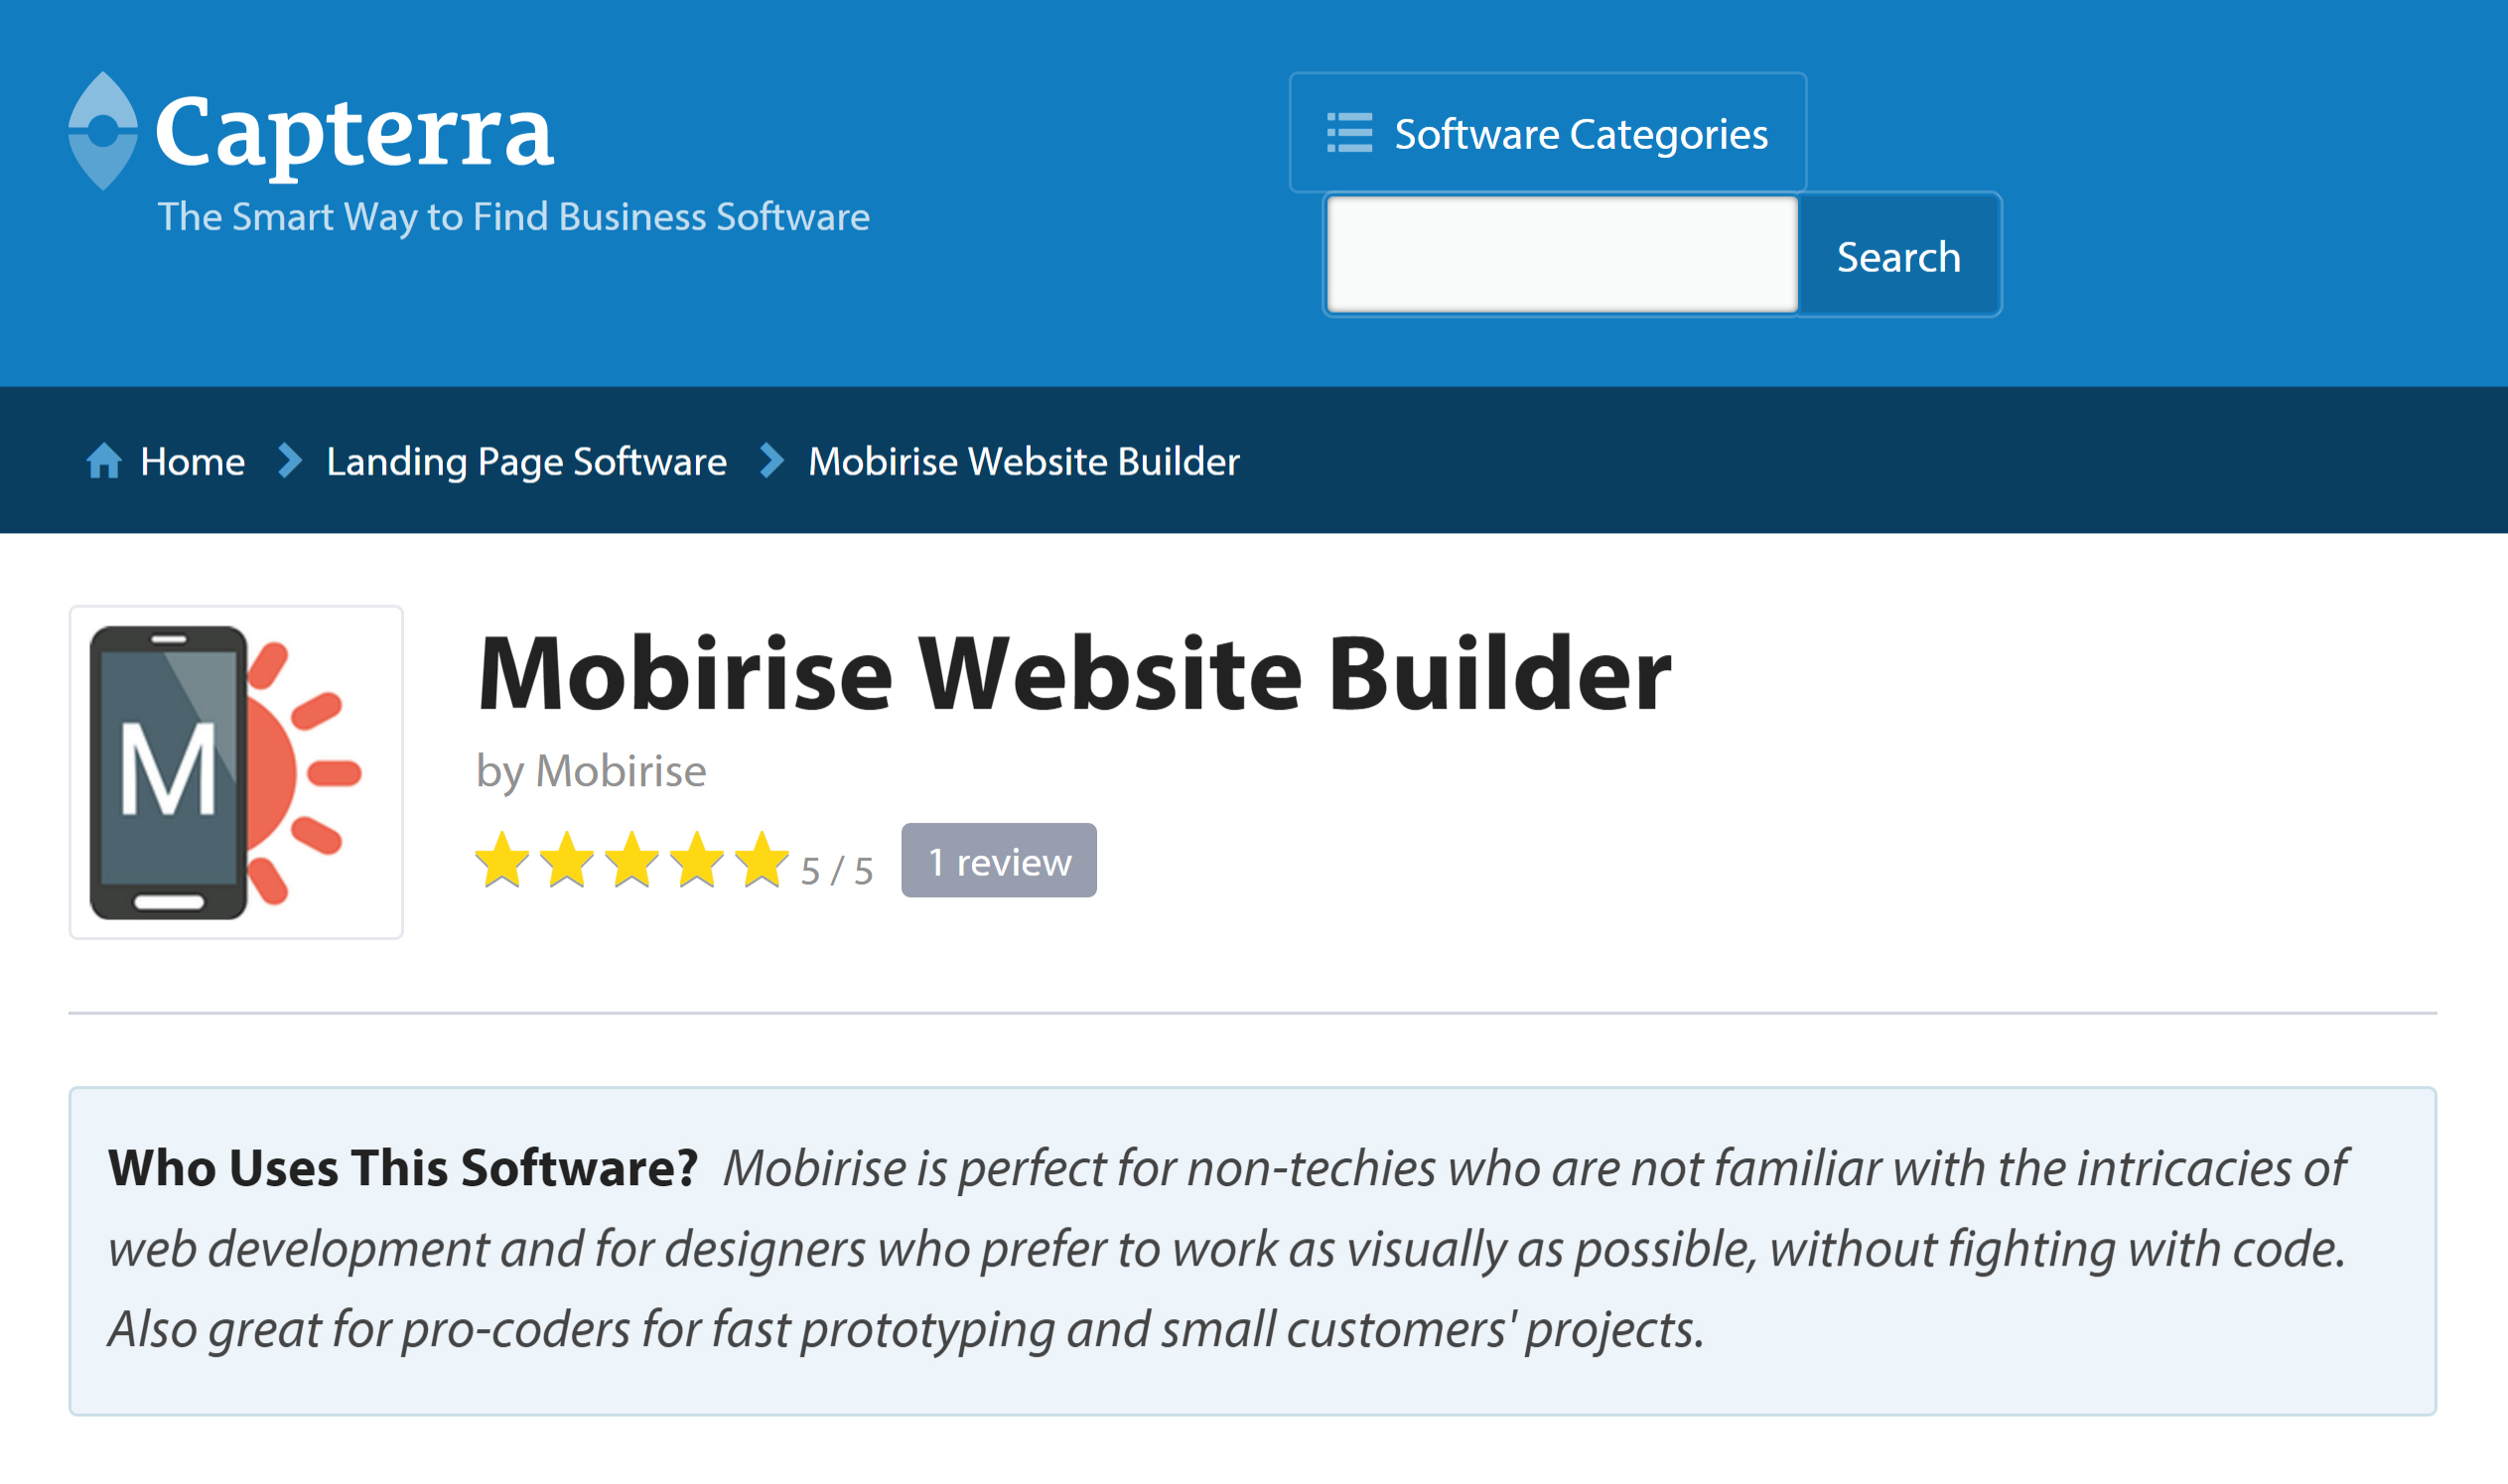 Capterra
The Smart Way to Find Business Software
Software Categories
Search
Home Landing Page Software Mobirise Website Builder
M
Mobirise Website Builder
by Mobirise
5 / 5 1 review
Who Uses This Software? Mobirise is perfect for non-techies who are not familiar with the intricacies of
web development and for designers who prefer to work as visually as possible, without fighting with code.
Also great for pro-coders for fast prototyping and small customers' projects.